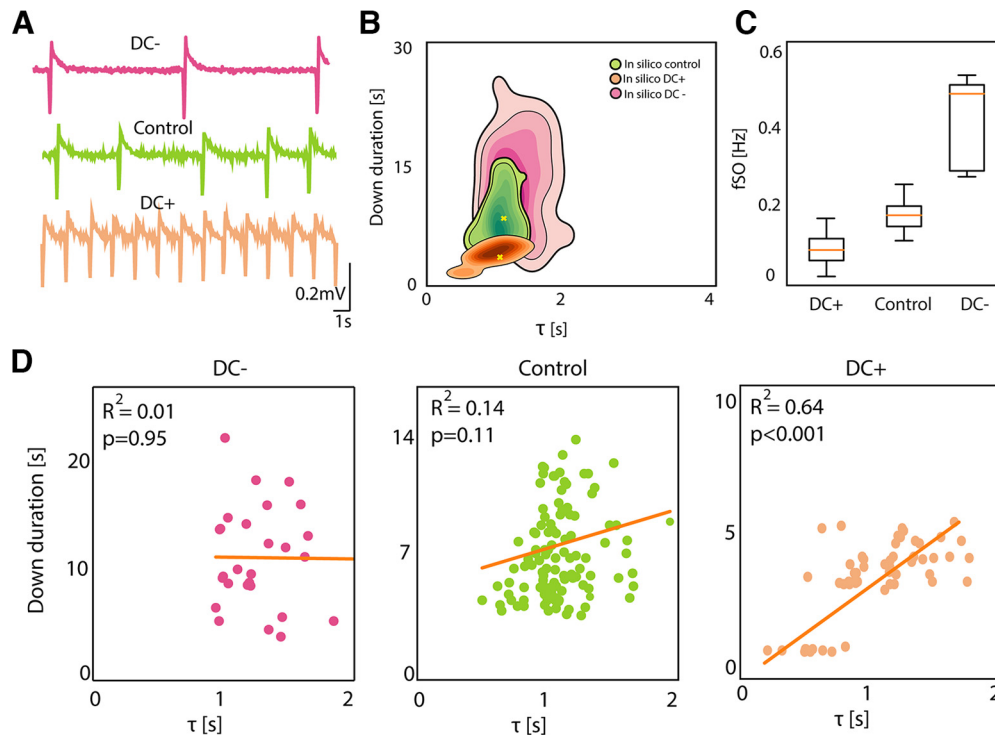 A
DC-
Control
DC+
0.2mV
1s
B
30
15
0
Down duration [s]
In silico control
In silico DC+
In silico DC -
0
2
4
τ [s]
C
0.6
0.4
0.2
0
fSO [Hz]
DC+
Control
DC-
D
DC-
R2= 0.01
p=0.95
20
10
0
Down duration [s]
0
1
2
τ [s]
Control
R2= 0.14
p=0.11
14
7
0
0
1
2
τ [s]
DC+
R2= 0.64
p<0.001
10
5
0
0
1
2
τ [s]